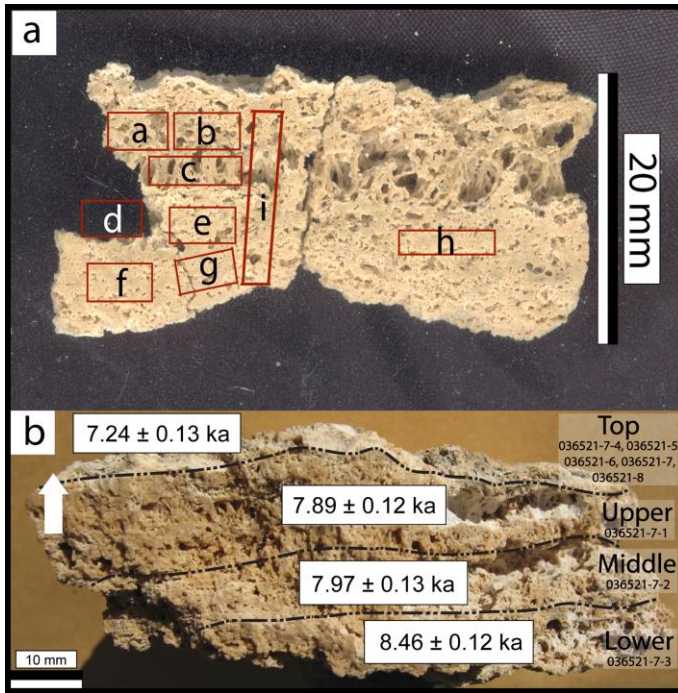 a
a
b
c
d
e
f
g
h
i
20 mm
b
7.24 ± 0.13 ka
7.89 ± 0.12 ka
7.97 ± 0.13 ka
8.46 ± 0.12 ka
Top
036521-7-4, 036521-5
036521-6, 036521-7,
036521-8
Upper
036521-7-1
Middle
036521-7-2
Lower
036521-7-3
10 mm